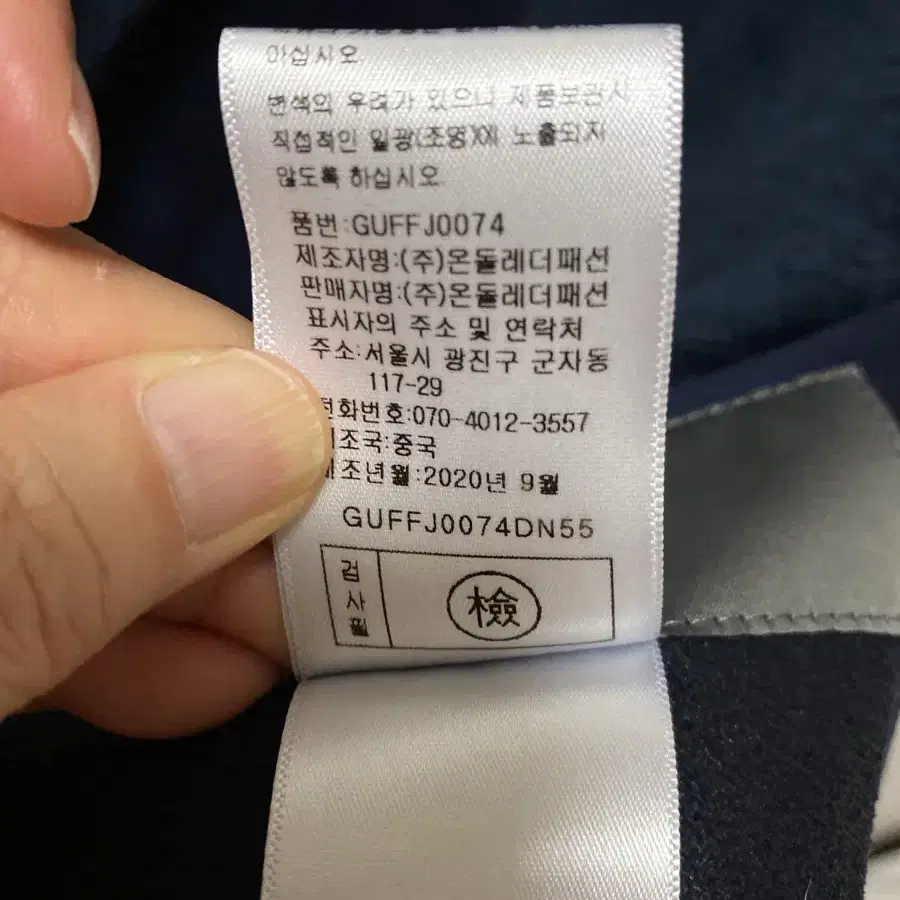 마십시오
변색의 우려가 있으니 제품보관시
직접적인 일광(조명)에 노출되지
않도록 하십시오.
품번:GUFFJ0074
제조자명:(주)온돌레더패션
판매자명:(주)온돌레더패션
표시자의 주소 및 연락처
주소:서울시 광진구 군자동
117-29
전화번호:070-4012-3557
제조국:중국
제조년월:2020년 9월
GUFFJ0074DN55
검사필
檢